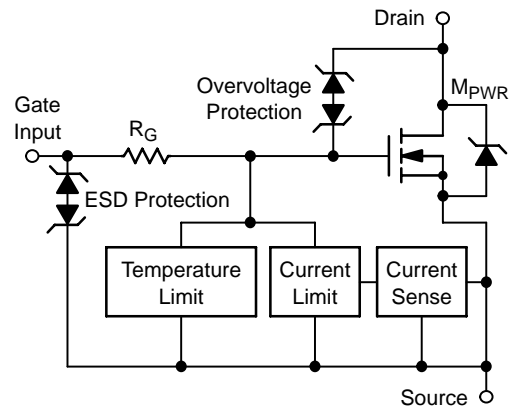 Drain
Overvoltage
Protection
M_PWR
Gate
Input
R_G
ESD Protection
Temperature
Limit
Current
Limit
Current
Sense
Source